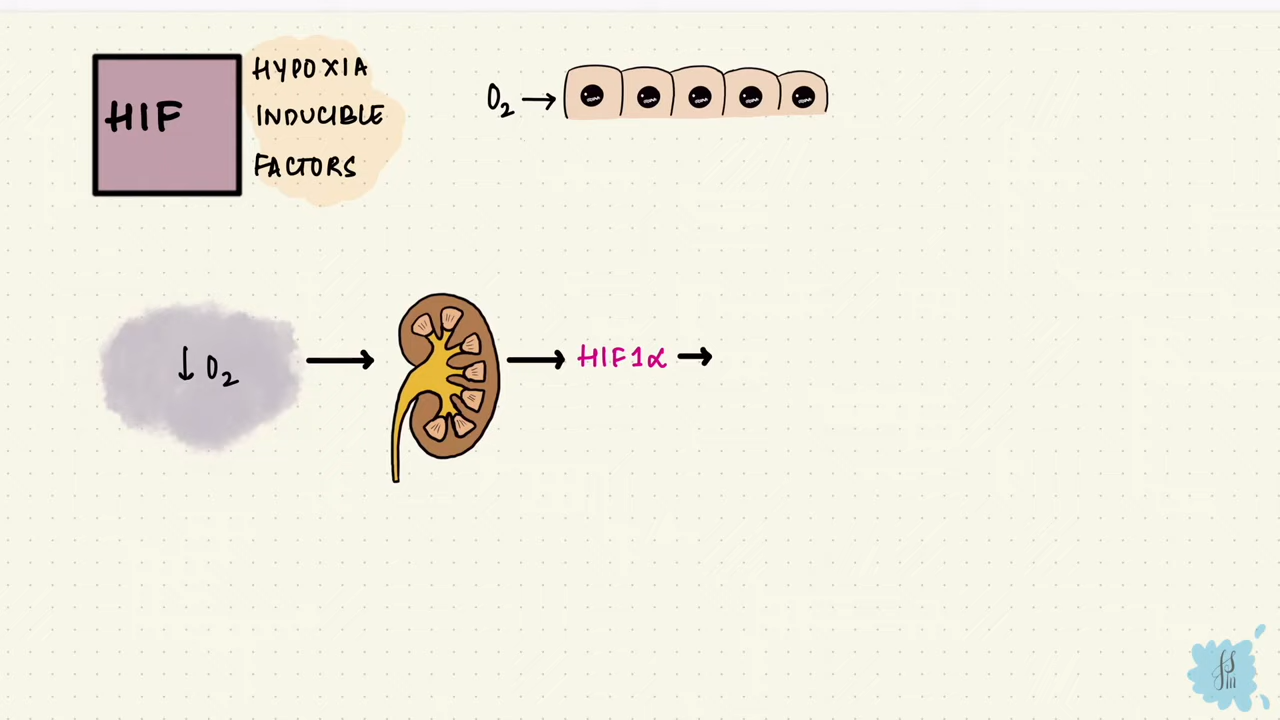 HIF
HYPOXIA
INDUCIBLE
FACTORS
O2 →
↓ O2
HIF1α →